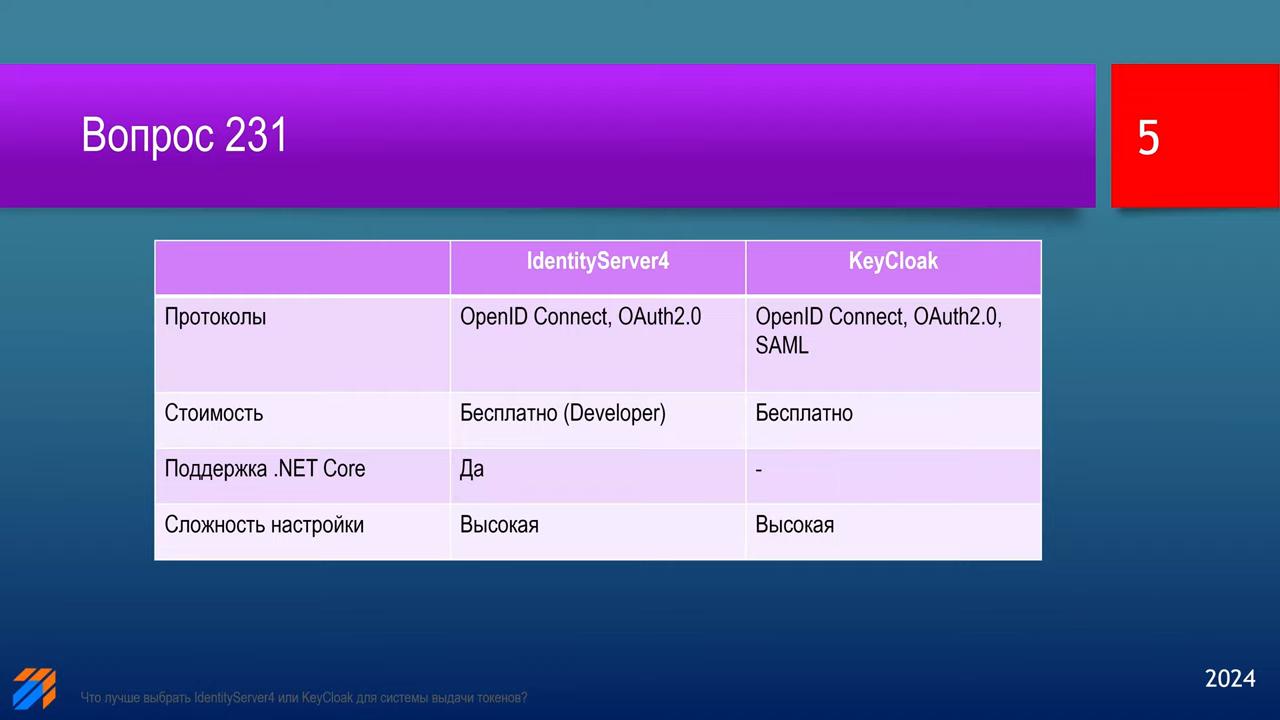 Вопрос 231
5
IdentityServer4 KeyCloak
Протоколы OpenID Connect, OAuth2.0 OpenID Connect, OAuth2.0,
SAML
Стоимость Бесплатно (Developer) Бесплатно
Поддержка .NET Core Да -
Сложность настройки Высокая Высокая
2024
Что лучше выбрать IdentityServer4 или KeyCloak для системы выдачи токенов?